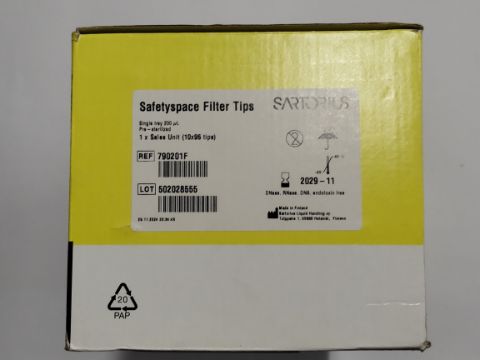 Safetyspace Filter Tips
SARTORIUS
Single tray 200 µL
Pre-sterilized
1 x Sales Unit (10x96 tips)
REF 790201F
LOT 502028555
2029-11
DNase, RNase, DNA, endotoxin free
Made in Finland
Sartorius Liquid Handling Oy
Helsinki, Finland
20
PAP